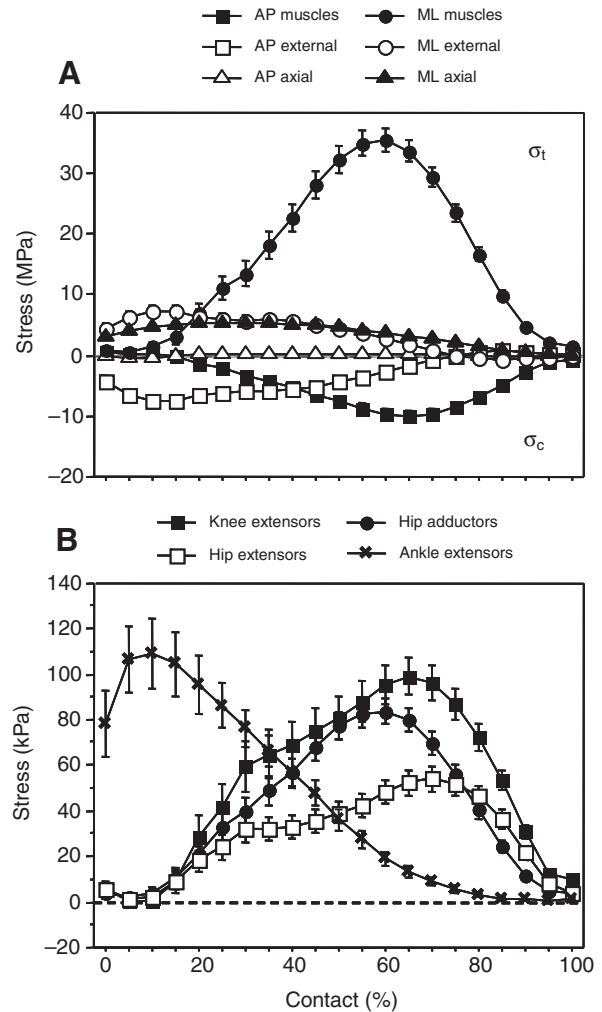 AP muscles ML muscles
AP external ML external
AP axial ML axial
A
40
30
20
10
0
–10
–20
Stress (MPa)
σt
σc
B
Knee extensors Hip adductors
Hip extensors Ankle extensors
140
120
100
80
60
40
20
0
–20
Stress (kPa)
0 20 40 60 80 100
Contact (%)